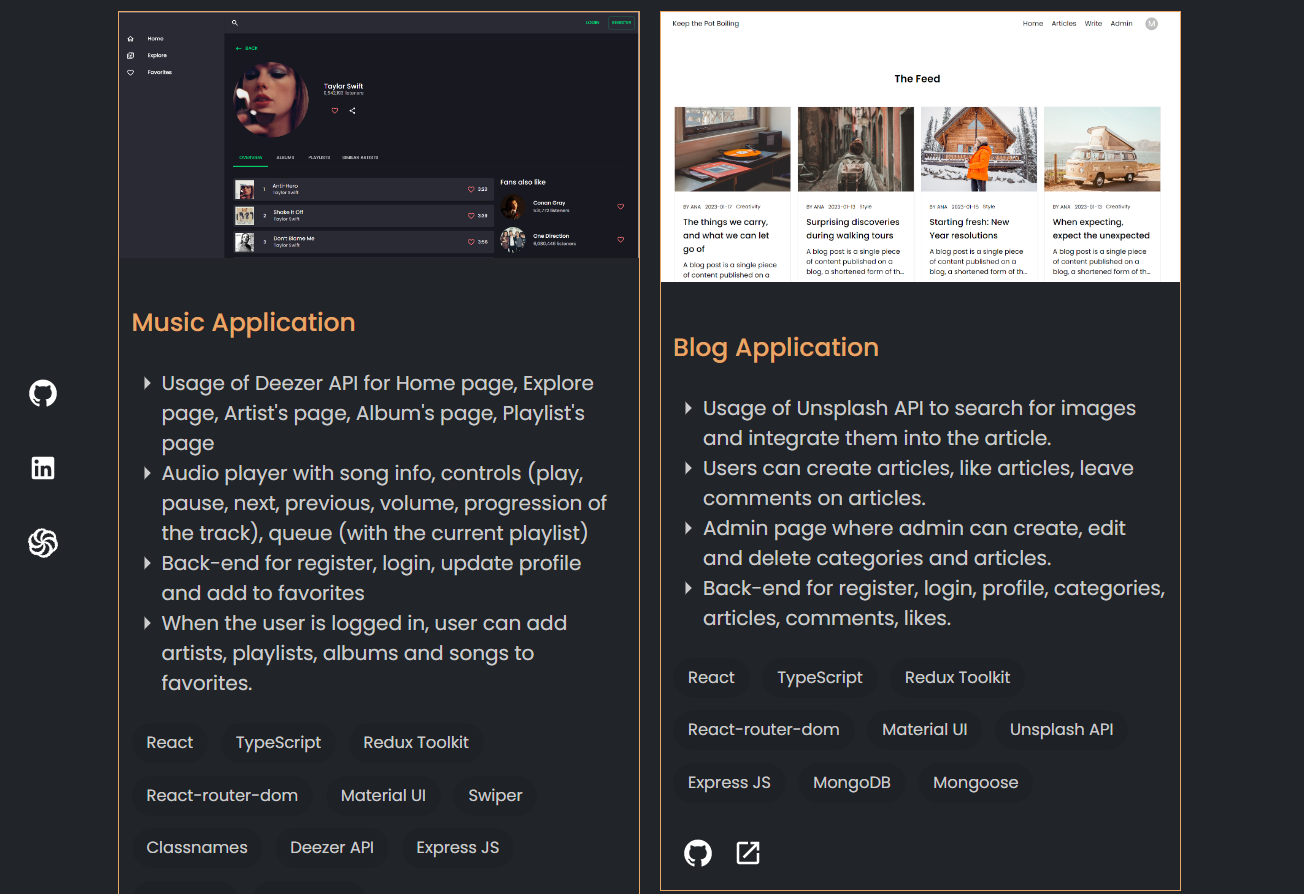 LOGIN
REGISTER
Home
Explore
Favorites
BACK
Taylor Swift
OVERVIEW
ALBUMS
PLAYLISTS
SIMILAR ARTISTS
1
Anti-Hero
Taylor Swift
3:20
2
Shake It Off
Taylor Swift
3:39
3
Don't Blame Me
Taylor Swift
3:56
Fans also like
Conan Gray
listeners
One Direction
listeners
Music Application
Usage of Deezer API for Home page, Explore
page, Artist's page, Album's page, Playlist's
page
Audio player with song info, controls (play,
pause, next, previous, volume, progression of
the track), queue (with the current playlist)
Back-end for register, login, update profile
and add to favorites
When the user is logged in, user can add
artists, playlists, albums and songs to
favorites.
React
TypeScript
Redux Toolkit
React-router-dom
Material UI
Swiper
Classnames
Deezer API
Express JS
Keep the Pot Boiling
Home
Articles
Write
Admin
M
The Feed
BY ANA 2023-01-17 Creativity
The things we carry,
and what we can let
go of
A blog post is a single piece
of content published on a
BY ANA 2023-01-13 Style
Surprising discoveries
during walking tours
A blog post is a single piece
of content published on a
blog, a shortened form of th...
BY ANA 2023-01-15 Style
Starting fresh: New
Year resolutions
A blog post is a single piece
of content published on a
blog, a shortened form of th...
BY ANA 2023-01-13 Creativity
When expecting,
expect the unexpected
A blog post is a single piece
of content published on a
blog, a shortened form of th...
Blog Application
Usage of Unsplash API to search for images
and integrate them into the article.
Users can create articles, like articles, leave
comments on articles.
Admin page where admin can create, edit
and delete categories and articles.
Back-end for register, login, profile, categories,
articles, comments, likes.
React
TypeScript
Redux Toolkit
React-router-dom
Material UI
Unsplash API
Express JS
MongoDB
Mongoose